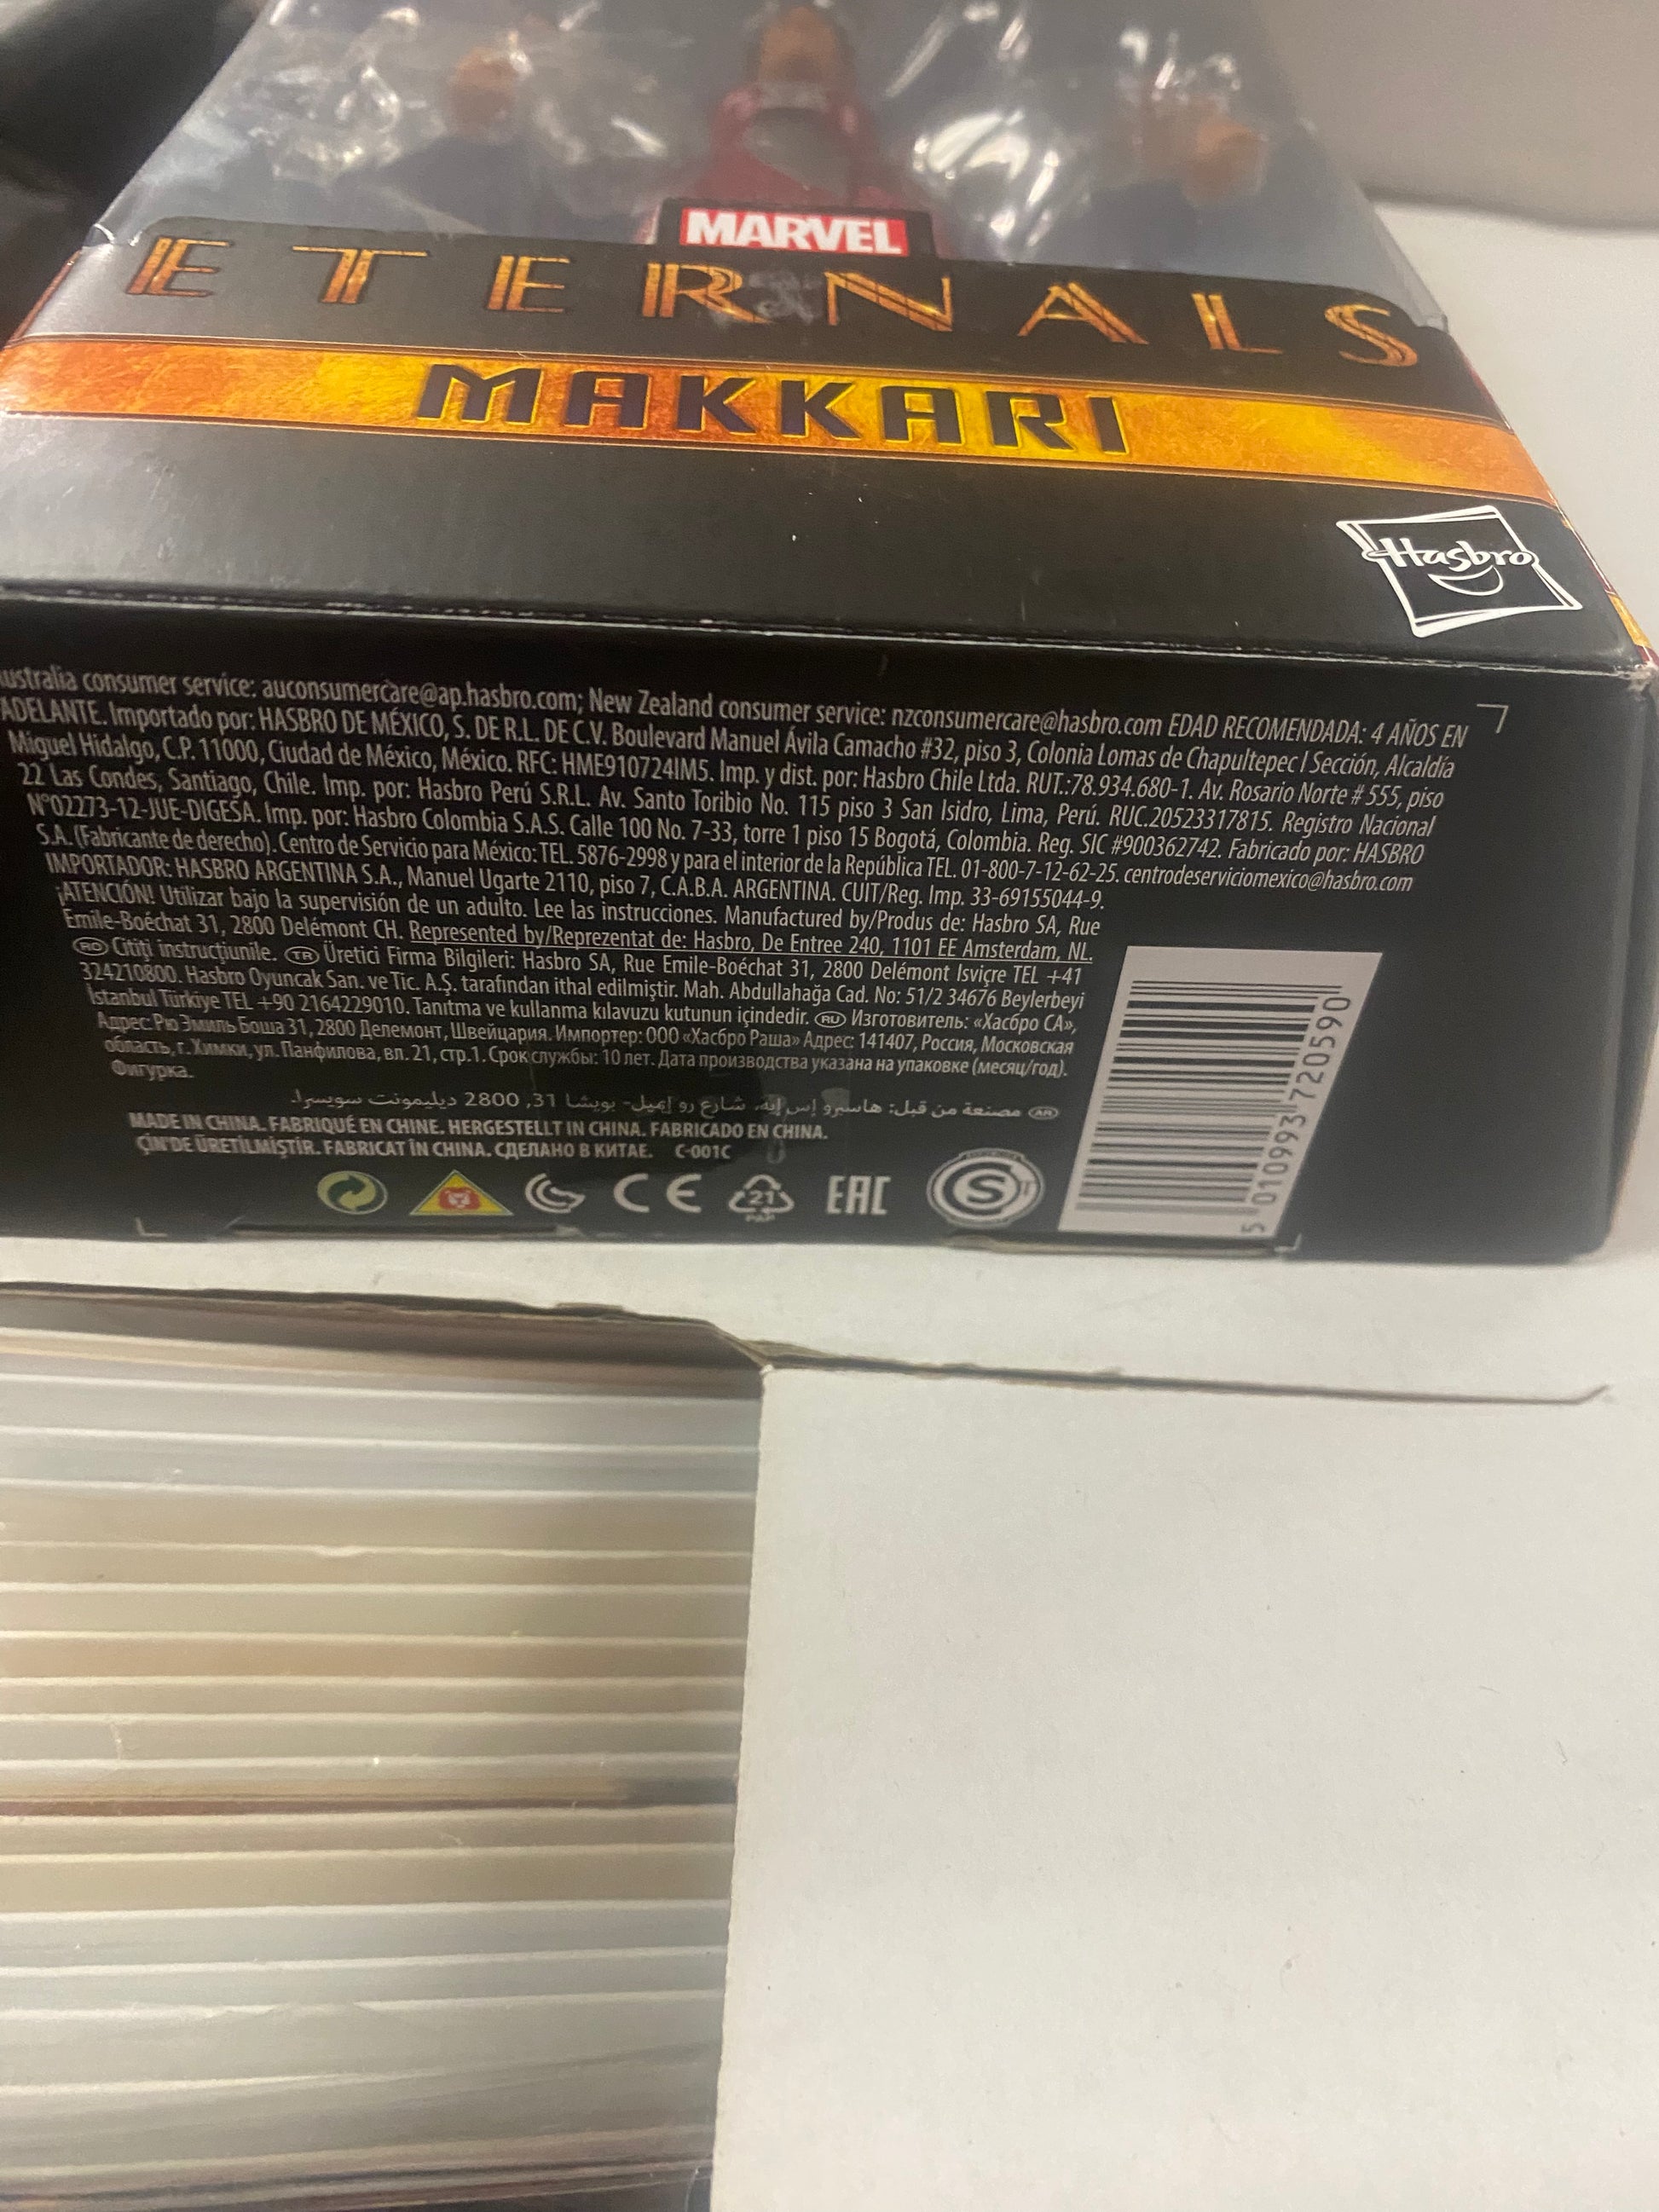 MARVEL
ETERNALS
MAKKARI
Hasbro
ustralia consumer service: auconsumercare@ap.hasbro.com; New Zealand consumer service: nzconsumercare@hasbro.com EDAD RECOMENDADA: 4 AÑOS EN
ADELANTE. Importado por: HASBRO DE MÉXICO, S. DE R.L. DE C.V. Boulevard Manuel Ávila Camacho #32, piso 3, Colonia Lomas de Chapultepec I Sección, Alcaldía
Miguel Hidalgo, C.P. 11000, Ciudad de México, México. RFC: HME910724IM5. Imp. y dist. por: Hasbro Chile Ltda. RUT.:78.934.680-1. Av. Rosario Norte # 555, piso
22 Las Condes, Santiago, Chile. Imp. por: Hasbro Perú S.R.L. Av. Santo Toribio No. 115 piso 3 San Isidro, Lima, Perú. RUC.20523317815. Registro Nacional
N°02273-12-JUE-DIGESA. Imp. por: Hasbro Colombia S.A.S. Calle 100 No. 7-33, torre 1 piso 15 Bogotá, Colombia. Reg. SIC #900362742. Fabricado por: HASBRO
S.A. (Fabricante de derecho). Centro de Servicio para México: TEL. 5876-2998 y para el interior de la República TEL. 01-800-7-12-62-25. centrodeserviciomexico@hasbro.com
IMPORTADOR: HASBRO ARGENTINA S.A., Manuel Ugarte 2110, piso 7, C.A.B.A. ARGENTINA. CUIT/Reg. Imp. 33-69155044-9.
¡ATENCIÓN! Utilizar bajo la supervisión de un adulto. Lee las instrucciones. Manufactured by/Produs de: Hasbro SA, Rue
Emile-Boéchat 31, 2800 Delémont CH. Represented by/Reprezentat de: Hasbro, De Entree 240, 1101 EE Amsterdam, NL.
RO Citiți instrucțiunile. TR Üretici Firma Bilgileri: Hasbro SA, Rue Emile-Boéchat 31, 2800 Delémont Isviçre TEL +41
324210800. Hasbro Oyuncak San. ve Tic. A.Ş. tarafından ithal edilmiştir. Mah. Abdullahağa Cad. No: 51/2 34676 Beylerbeyi
İstanbul Türkiye TEL +90 2164229010. Tanıtma ve kullanma kılavuzu kutunun içindedir. RU Изготовитель: «Хасбро СА»,
Адрес: Рю Эмиль Боша 31, 2800 Делемонт, Швейцария. Импортер: ООО «Хасбро Раша» Адрес: 141407, Россия, Московская
область, г. Химки, ул. Панфилова, вл. 21, стр.1. Срок службы: 10 лет. Дата производства указана на упаковке (месяц/год).
Фигурка.
AR مصنعة من قبل: هاسبرو إس إيه، شارع رو إميل- بويشا 31, 2800 ديليمونت سويسرا.
MADE IN CHINA. FABRIQUÉ EN CHINE. HERGESTELLT IN CHINA. FABRICADO EN CHINA.
ÇİN'DE ÜRETİLMİŞTİR. FABRICAT ÎN CHINA. СДЕЛАНО В КИТАЕ. C-001C
CE 21 PAP EAC S
5 010993 720590